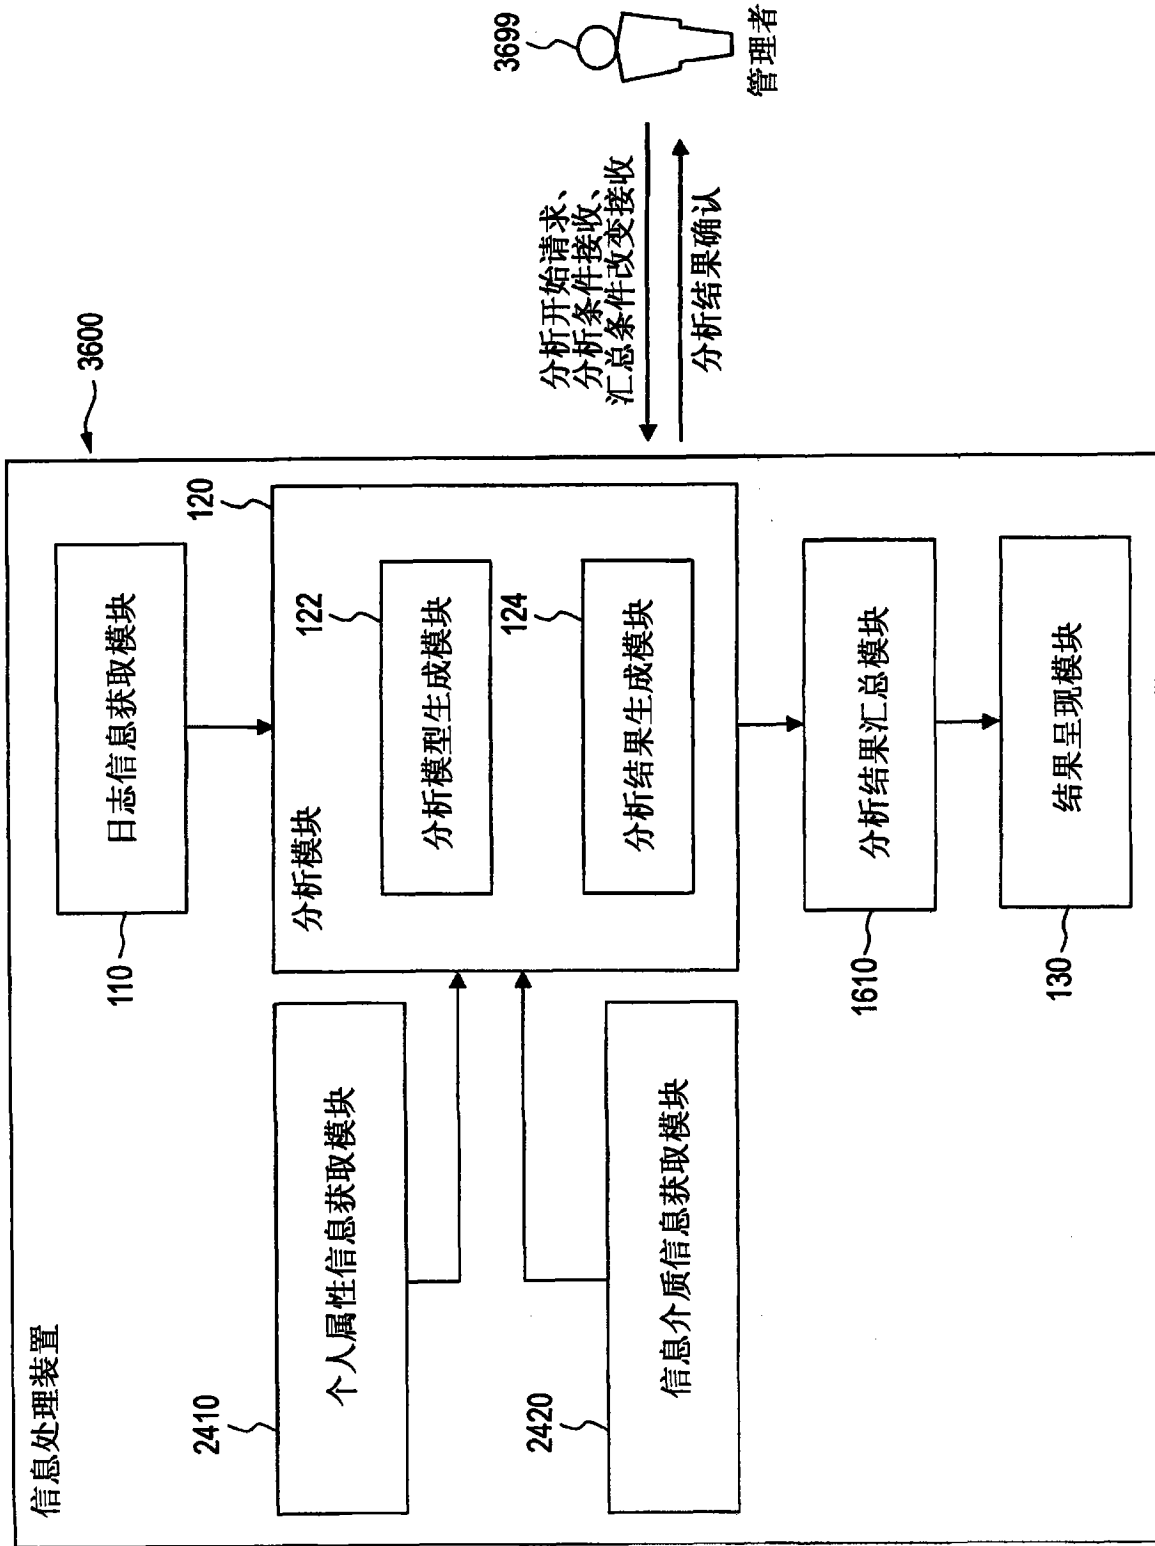 信息处理装置
3600
日志信息获取模块
110
120
分析模块
分析模型生成模块
122
分析结果生成模块
124
个人属性信息获取模块
2410
信息介质信息获取模块
2420
分析结果汇总模块
1610
结果呈现模块
130
分析开始请求、
分析条件接收、
汇总条件改变接收
分析结果确认
3699
管理者